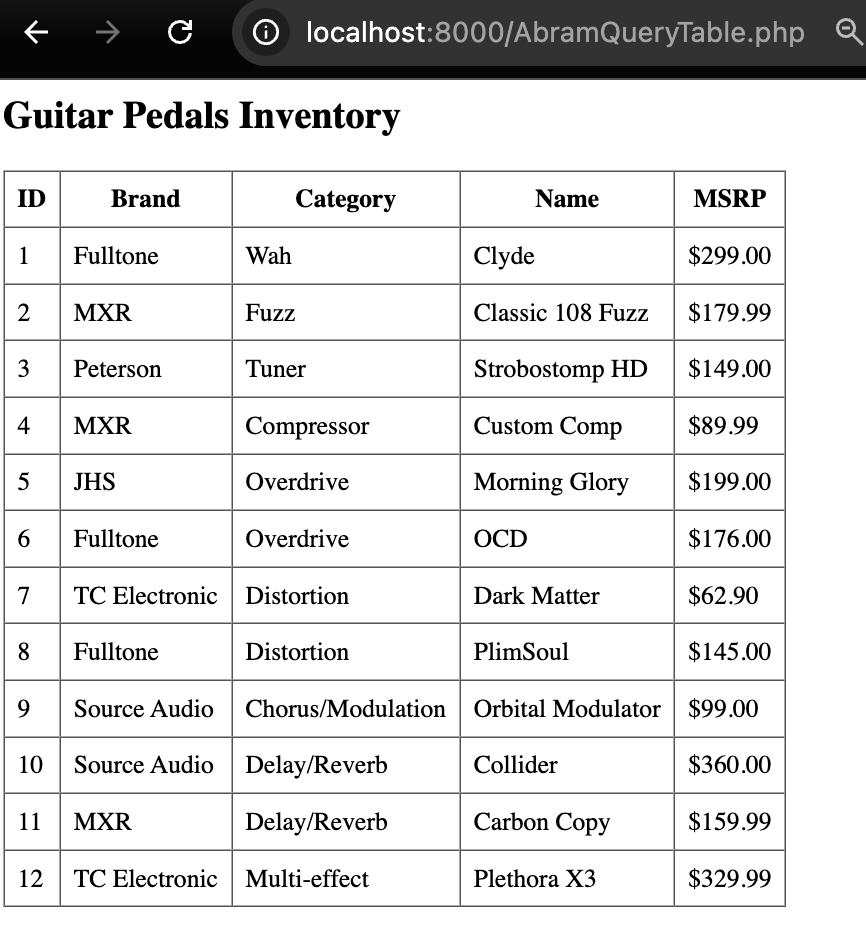 localhost:8000/AbramQueryTable.php
Guitar Pedals Inventory
ID Brand Category Name MSRP
1 Fulltone Wah Clyde $299.00
2 MXR Fuzz Classic 108 Fuzz $179.99
3 Peterson Tuner Strobostomp HD $149.00
4 MXR Compressor Custom Comp $89.99
5 JHS Overdrive Morning Glory $199.00
6 Fulltone Overdrive OCD $176.00
7 TC Electronic Distortion Dark Matter $62.90
8 Fulltone Distortion PlimSoul $145.00
9 Source Audio Chorus/Modulation Orbital Modulator $99.00
10 Source Audio Delay/Reverb Collider $360.00
11 MXR Delay/Reverb Carbon Copy $159.99
12 TC Electronic Multi-effect Plethora X3 $329.99